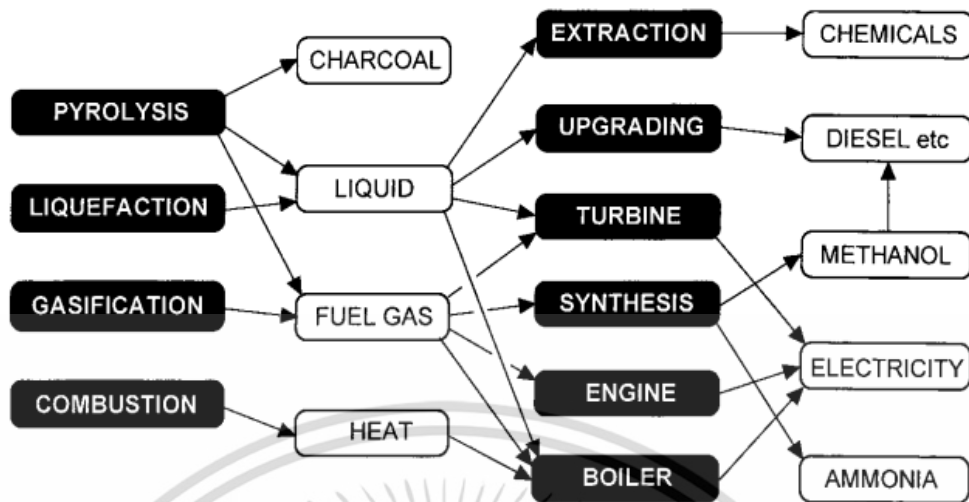 PYROLYSIS
LIQUEFACTION
GASIFICATION
COMBUSTION
CHARCOAL
LIQUID
FUEL GAS
HEAT
EXTRACTION
UPGRADING
TURBINE
SYNTHESIS
ENGINE
BOILER
CHEMICALS
DIESEL etc
METHANOL
ELECTRICITY
AMMONIA